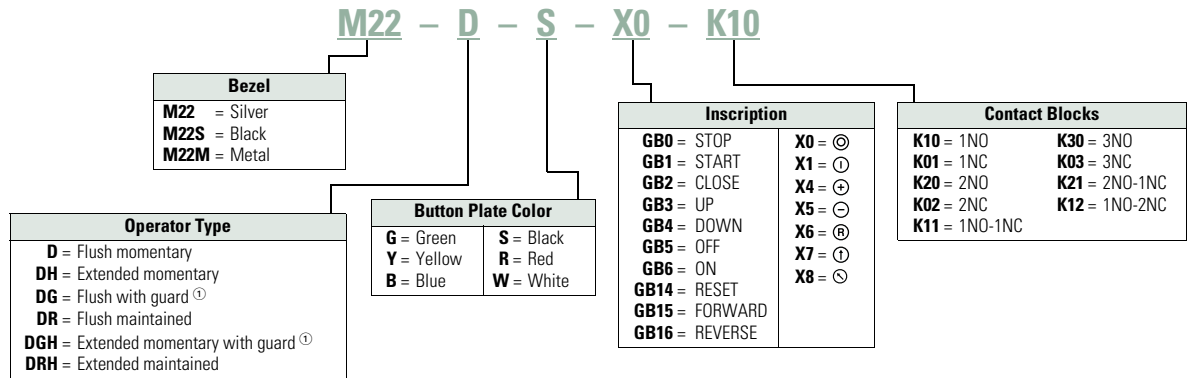 M22 – D – S – X0 – K10
Bezel
M22 = Silver
M22S = Black
M22M = Metal
Operator Type
D = Flush momentary
DH = Extended momentary
DG = Flush with guard ①
DR = Flush maintained
DGH = Extended momentary with guard ①
DRH = Extended maintained
Button Plate Color
G = Green
Y = Yellow
B = Blue
S = Black
R = Red
W = White
Inscription
GB0 = STOP
GB1 = START
GB2 = CLOSE
GB3 = UP
GB4 = DOWN
GB5 = OFF
GB6 = ON
GB14 = RESET
GB15 = FORWARD
GB16 = REVERSE
X0 = ◎
X1 = Ⓘ
X4 = ⊕
X5 = ⊖
X6 = Ⓡ
X7 = ⦶
X8 = ⦸
Contact Blocks
K10 = 1NO
K01 = 1NC
K20 = 2NO
K02 = 2NC
K11 = 1NO-1NC
K30 = 3NO
K03 = 3NC
K21 = 2NO-1NC
K12 = 1NO-2NC